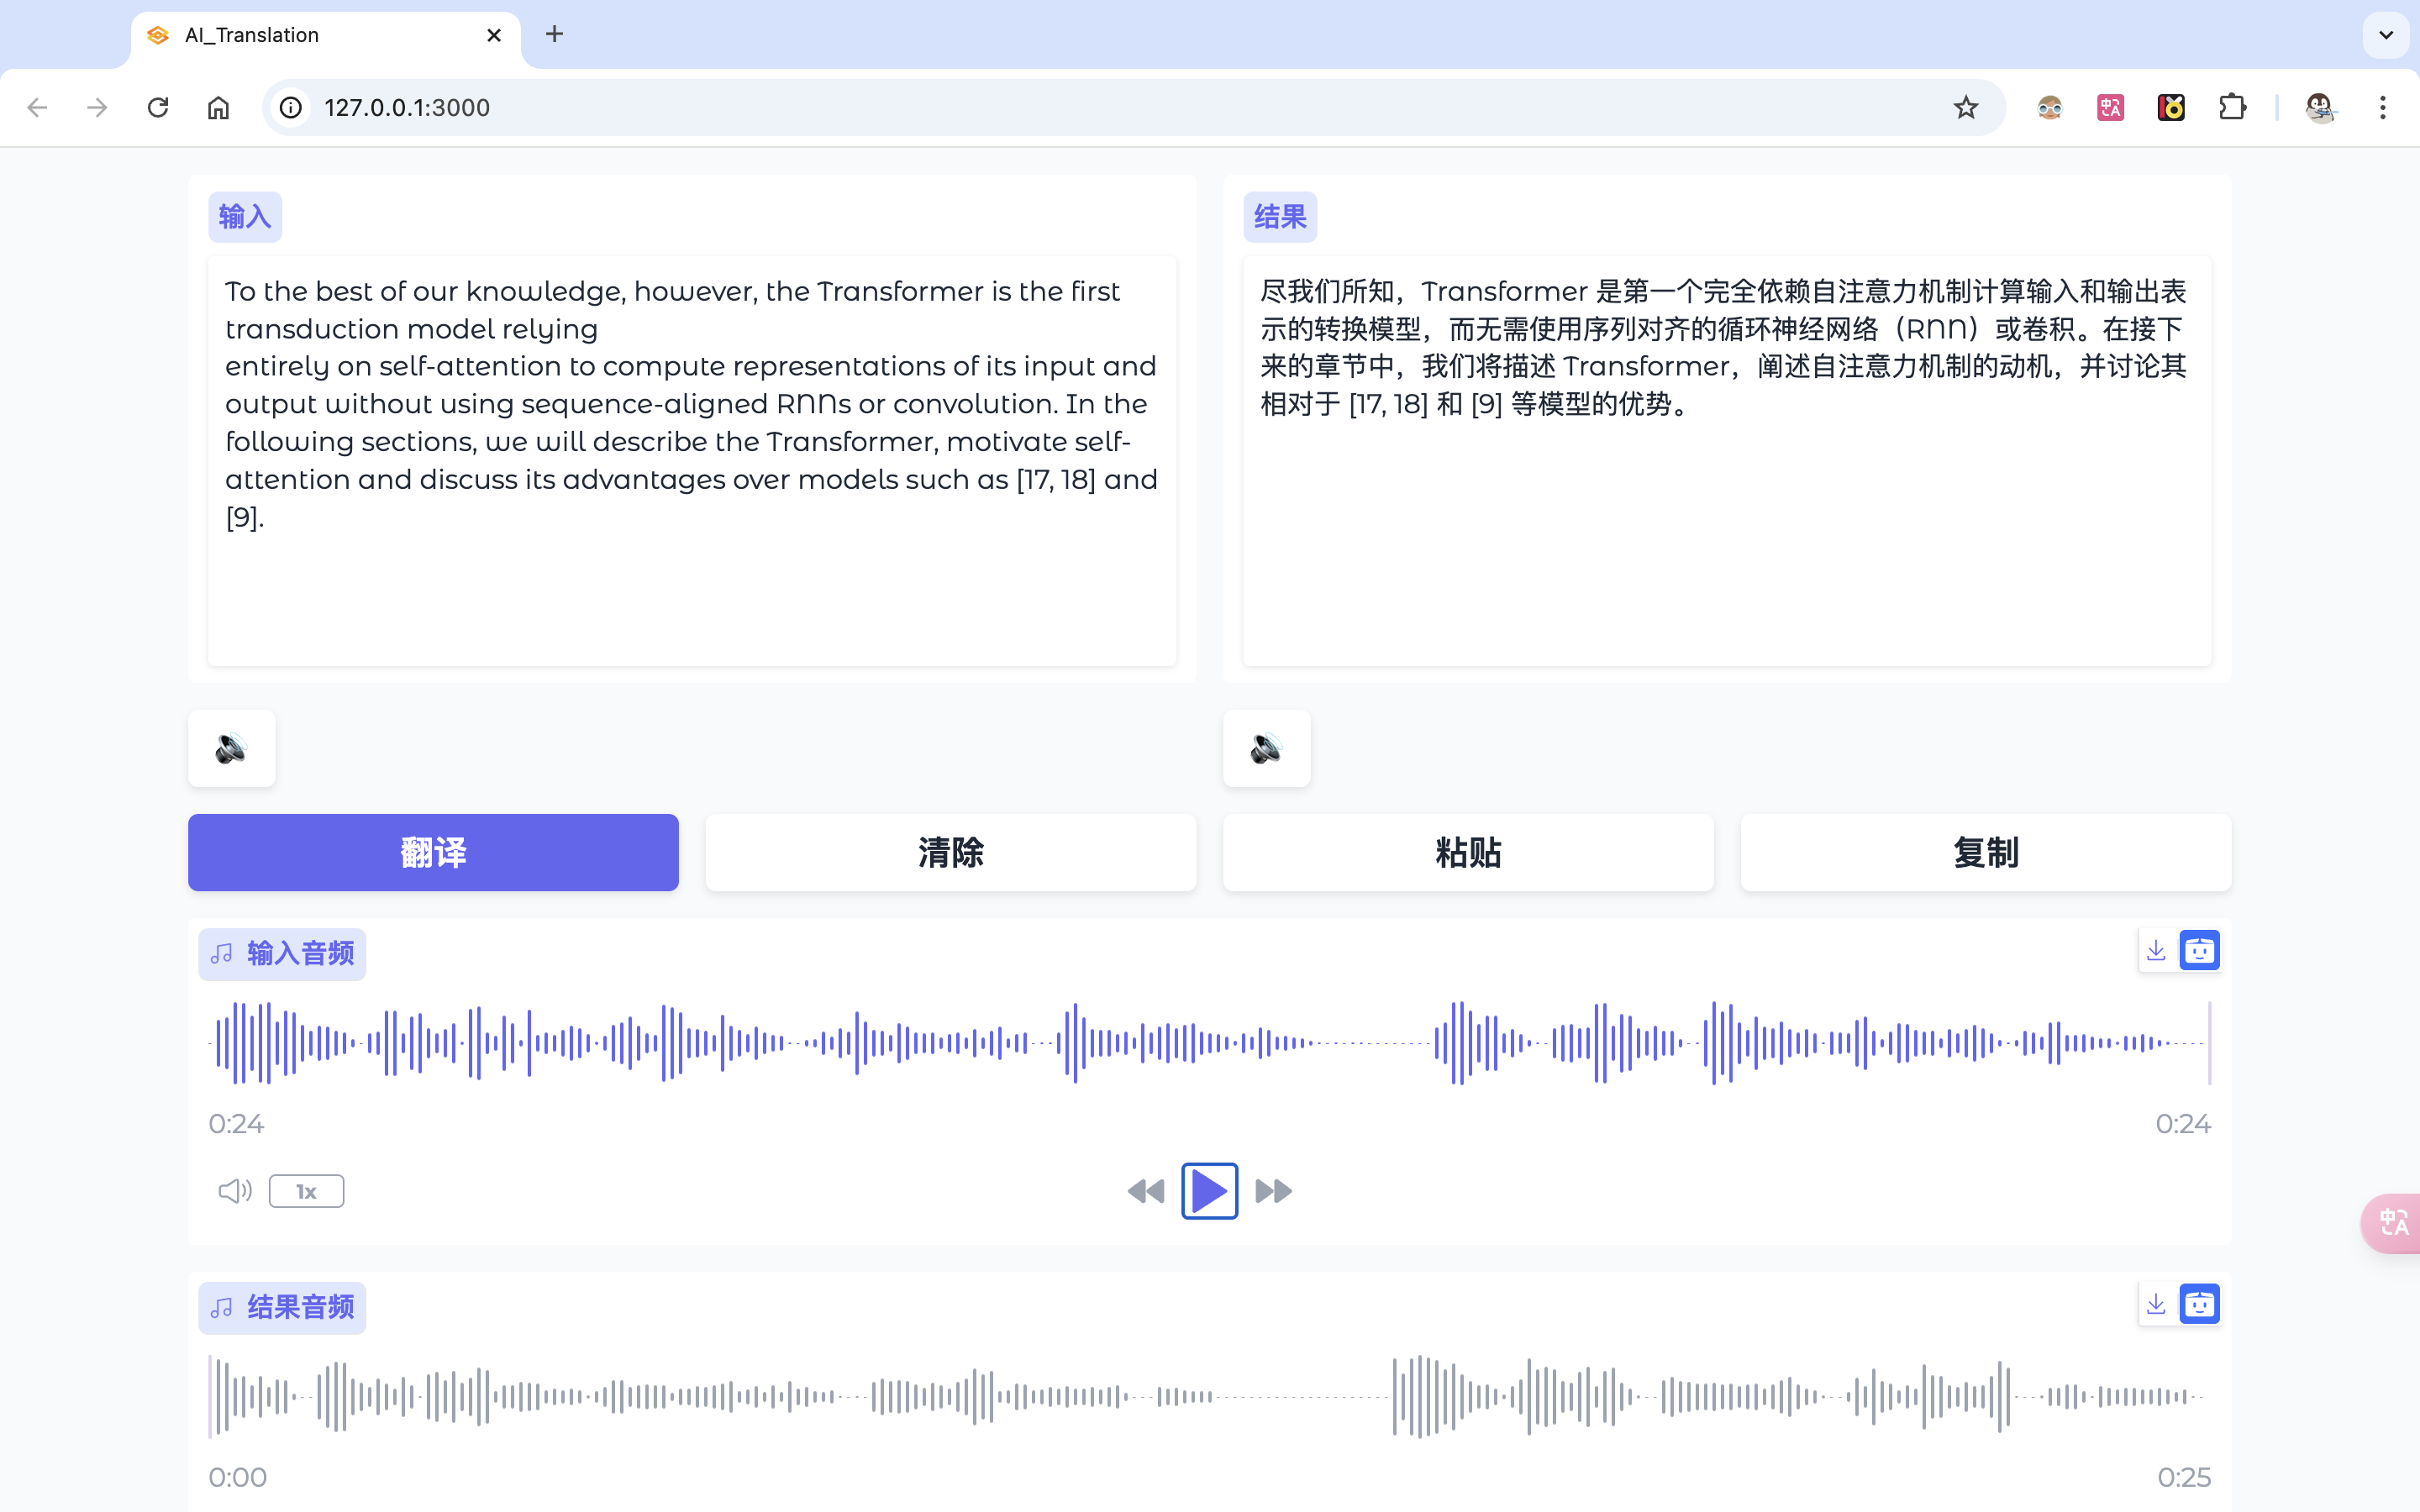 AI_Translation
127.0.0.1:3000
输入
To the best of our knowledge, however, the Transformer is the first
transduction model relying
entirely on self-attention to compute representations of its input and
output without using sequence-aligned RNNs or convolution. In the
following sections, we will describe the Transformer, motivate self-
attention and discuss its advantages over models such as [17, 18] and
[9].
结果
尽我们所知，Transformer 是第一个完全依赖自注意力机制计算输入和输出表
示的转换模型，而无需使用序列对齐的循环神经网络（RNN）或卷积。在接下
来的章节中，我们将描述 Transformer，阐述自注意力机制的动机，并讨论其
相对于 [17, 18] 和 [9] 等模型的优势。
翻译
清除
粘贴
复制
输入音频
0:24
0:24
1x
中A
结果音频
0:00
0:25